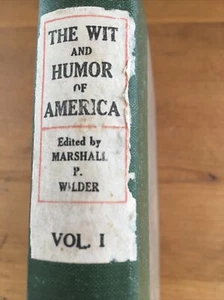 THE WIT
AND
HUMOR
OF
AMERICA
Edited by
MARSHALL
P.
WILDER
VOL. I